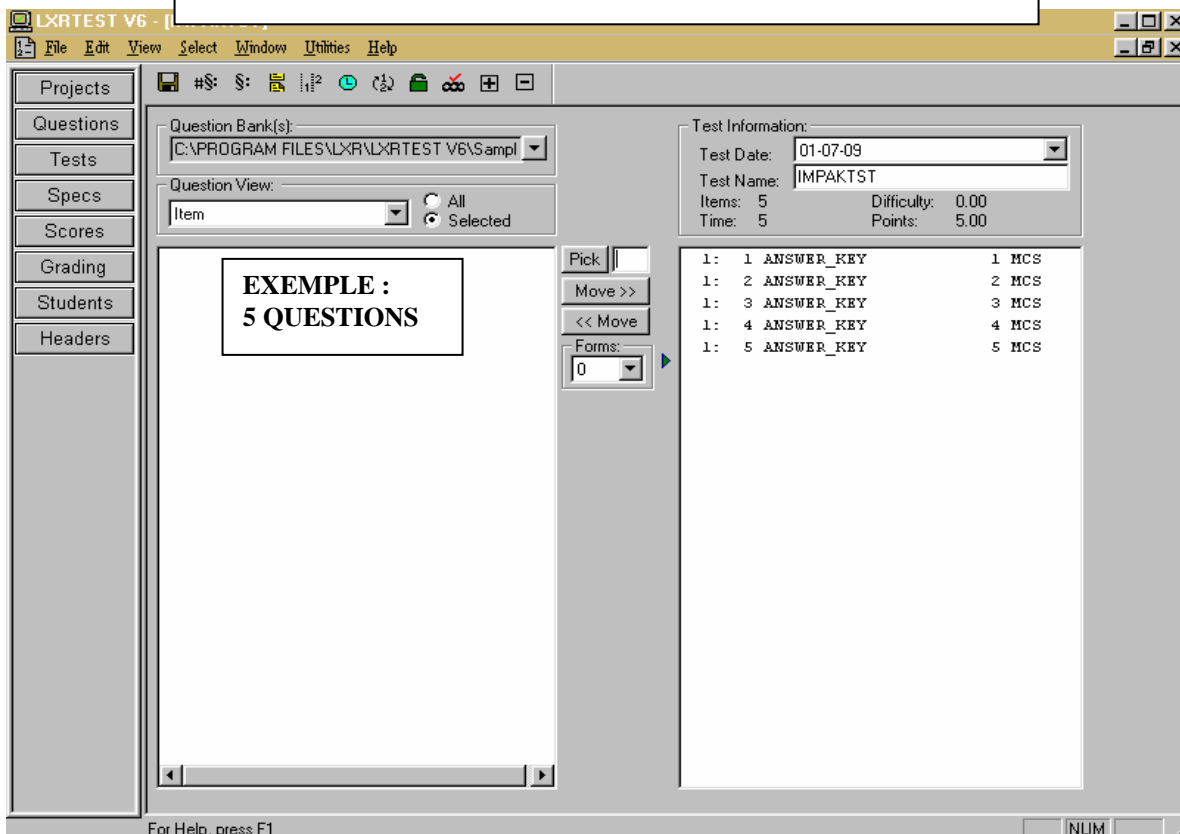 LXRTEST V6 - [
File Edit View Select Window Utilities Help
Projects
Questions
Tests
Specs
Scores
Grading
Students
Headers
#§: §:
Question Bank(s):
C:\PROGRAM FILES\LXR\LXRTEST V6\Sampl
Question View:
Item
All
Selected
EXEMPLE :
5 QUESTIONS
Pick
Move >>
<< Move
Forms:
0
Test Information:
Test Date: 01-07-09
Test Name: IMPAKTST
Items: 5 Difficulty: 0.00
Time: 5 Points: 5.00
1: 1 ANSWER_KEY 1 MCS
1: 2 ANSWER_KEY 2 MCS
1: 3 ANSWER_KEY 3 MCS
1: 4 ANSWER_KEY 4 MCS
1: 5 ANSWER_KEY 5 MCS
For Help, press F1
NUM